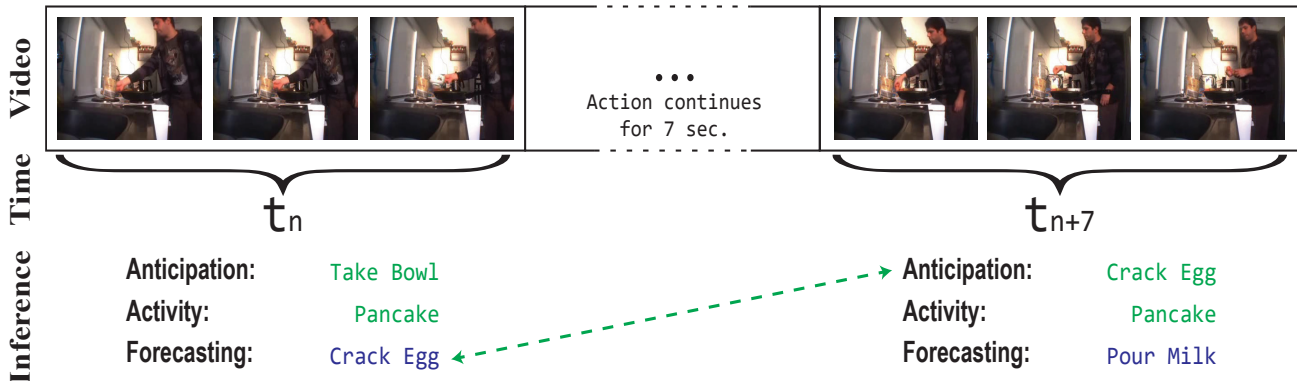 Video
...
Action continues
for 7 sec.
Time
tn
tn+7
Inference
Anticipation: Take Bowl
Activity: Pancake
Forecasting: Crack Egg
Anticipation: Crack Egg
Activity: Pancake
Forecasting: Pour Milk